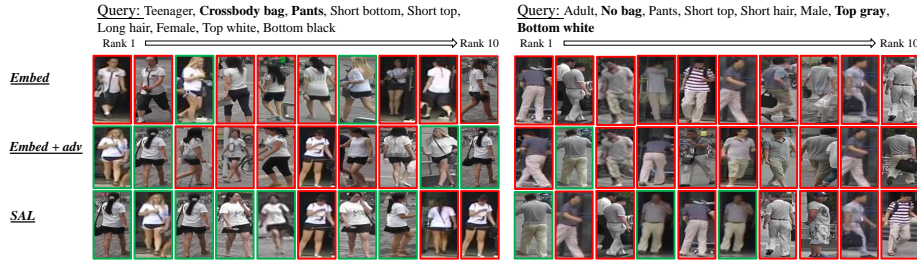 Query: Teenager, Crossbody bag, Pants, Short bottom, Short top,
Long hair, Female, Top white, Bottom black
Rank 1
Rank 10
Query: Adult, No bag, Pants, Short top, Short hair, Male, Top gray,
Bottom white
Rank 1
Rank 10
Embed
Embed + adv
SAL